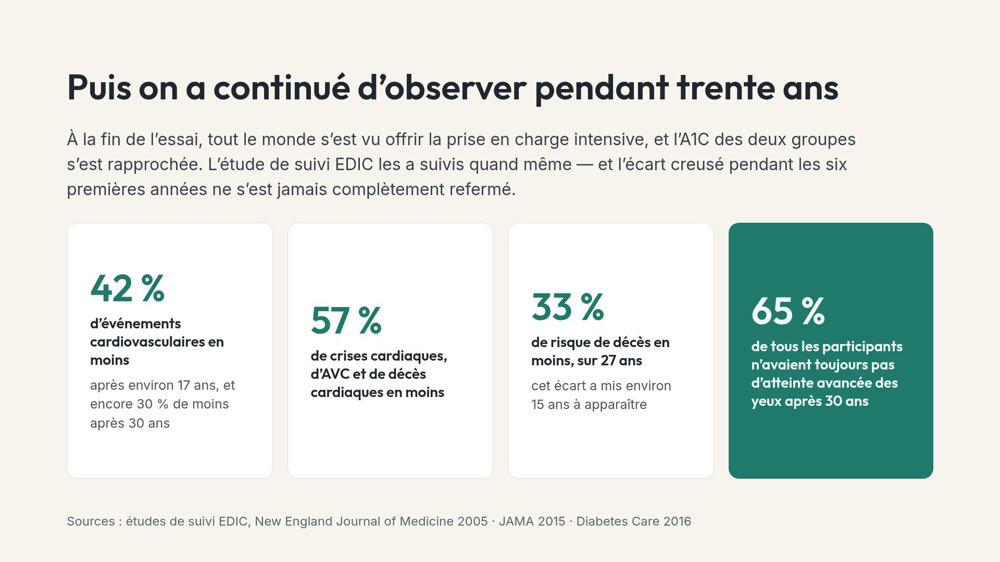 Puis on a continué d’observer pendant trente ans
À la fin de l’essai, tout le monde s’est vu offrir la prise en charge intensive, et l’A1C des deux groupes
s’est rapprochée. L’étude de suivi EDIC les a suivis quand même — et l’écart creusé pendant les six
premières années ne s’est jamais complètement refermé.
42 %
d’événements
cardiovasculaires en
moins
après environ 17 ans, et
encore 30 % de moins
après 30 ans
57 %
de crises cardiaques,
d’AVC et de décès
cardiaques en moins
33 %
de risque de décès en
moins, sur 27 ans
cet écart a mis environ
15 ans à apparaître
65 %
de tous les participants
n’avaient toujours pas
d’atteinte avancée des
yeux après 30 ans
Sources : études de suivi EDIC, New England Journal of Medicine 2005 · JAMA 2015 · Diabetes Care 2016